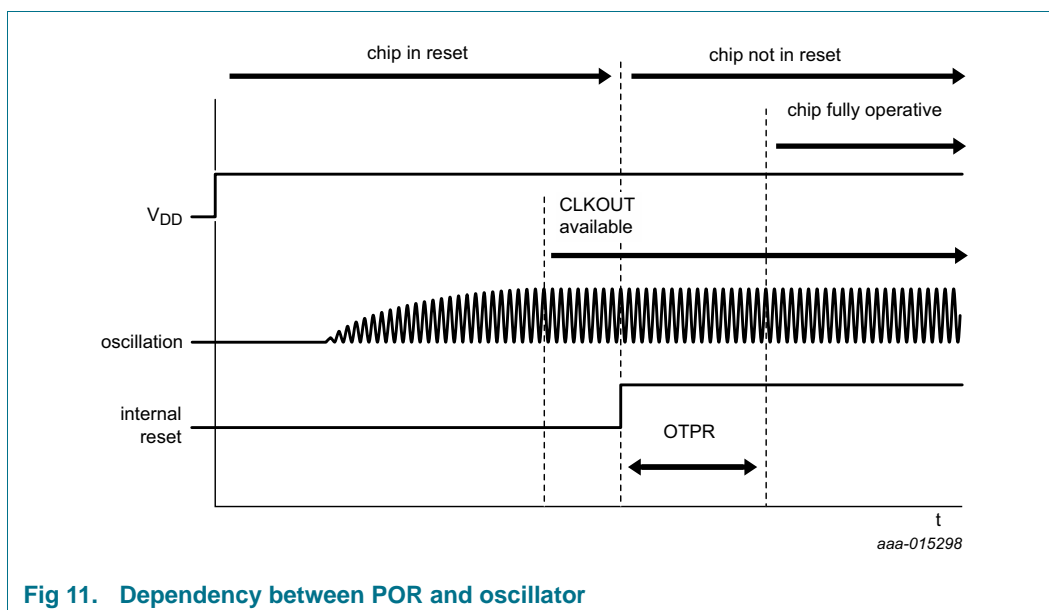 chip in reset
chip not in reset
chip fully operative
VDD
CLKOUT
available
oscillation
internal
reset
OTPR
t
aaa-015298
Fig 11. Dependency between POR and oscillator